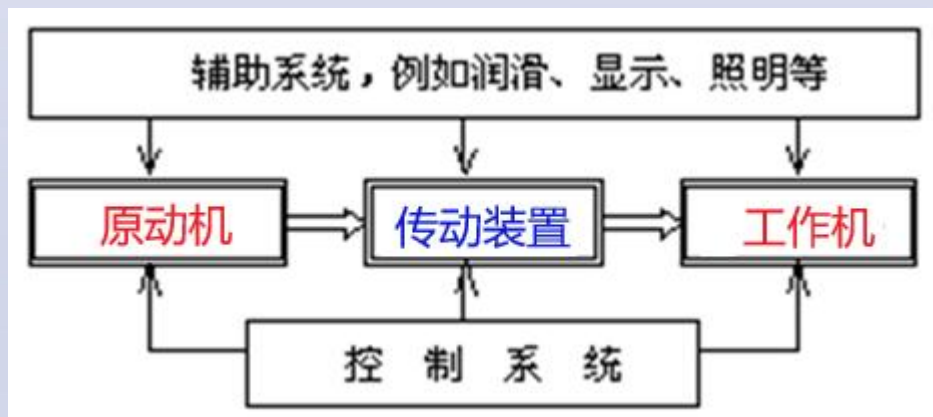 辅助系统，例如润滑、显示、照明等
原动机
传动装置
工作机
控制系统